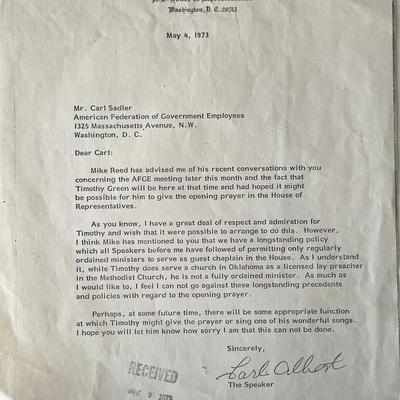 Washington, D.C. 20515
May 4, 1973
Mr. Carl Sadler
American Federation of Government Employees
1325 Massachusetts Avenue, N.W.
Washington, D. C.
Dear Carl:
Mike Reed has advised me of his recent conversations with you
concerning the AFGE meeting later this month and the fact that
Timothy Green will be here at that time and had hoped it might
be possible for him to give the opening prayer in the House of
Representatives.
As you know, I have a great deal of respect and admiration for
Timothy and wish that it were possible to arrange to do this. However,
I think Mike has mentioned to you that we have a longstanding policy
which all Speakers before me have followed of permitting only regularly
ordained ministers to serve as guest chaplain in the House. As I understand
it, while Timothy does serve a church in Oklahoma as a licensed lay preacher
in the Methodist Church, he is not a fully ordained minister. As much as
I would like to, I feel I can not go against these longstanding precedents
and policies with regard to the opening prayer.
Perhaps, at some future time, there will be some appropriate function
at which Timothy might give the prayer or sing one of his wonderful songs.
I hope you will let him know how sorry I am that this can not be done.
Sincerely,
Carl Albert
The Speaker
RECEIVED
1973